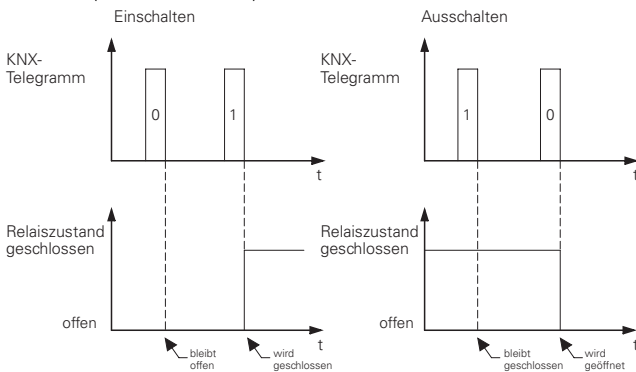 Einschalten
Ausschalten
KNX-
Telegramm
0
1
t
KNX-
Telegramm
1
0
t
Relaiszustand
geschlossen
offen
t
bleibt
offen
wird
geschlossen
Relaiszustand
geschlossen
offen
t
bleibt
geschlossen
wird
geöffnet